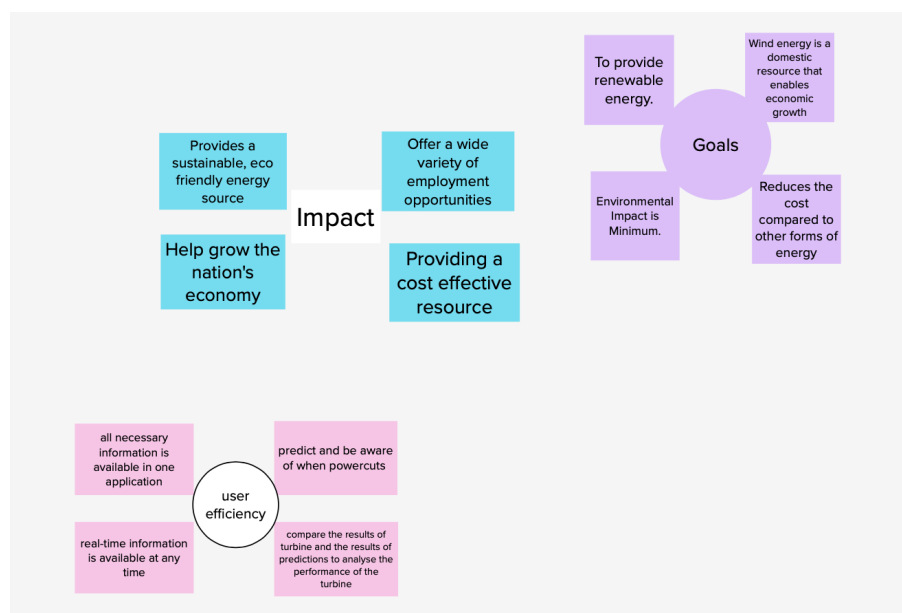 Provides a
sustainable, eco
friendly energy
source
Offer a wide
variety of
employment
opportunities
Impact
Help grow the
nation's
economy
Providing a
cost effective
resource
To provide
renewable
energy.
Wind energy is a
domestic
resource that
enables
economic
growth
Goals
Environmental
Impact is
Minimum.
Reduces the
cost
compared to
other forms of
energy
all necessary
information is
available in one
application
predict and be aware
of when powercuts
user
efficiency
real-time information
is available at any
time
compare the results of
turbine and the results of
predictions to analyse the
performance of the
turbine